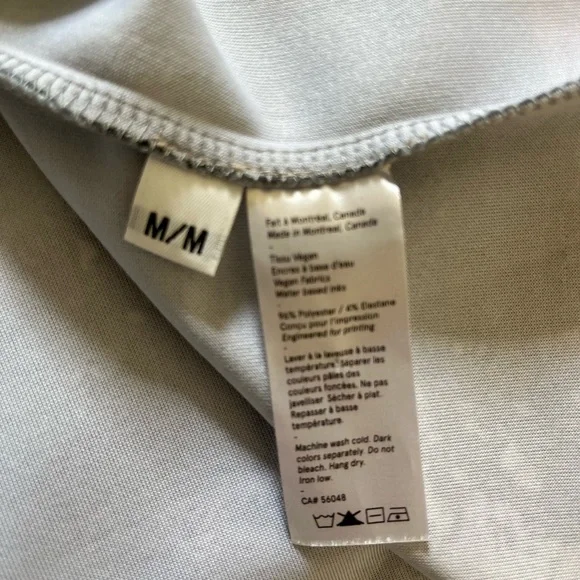 M/M
Fait à Montréal, Canada
Made in Montreal, Canada
-
Tissu Végan
Encres à base d'eau
Vegan Fabrics
Water based inks
-
96% Polyester / 4% Elastane
Conçu pour l'impression
Engineered for printing
-
Laver à la laveuse à basse
température. Séparer les
couleurs pâles des
couleurs foncées. Ne pas
javelliser Sécher à plat.
Repasser à basse
température.
-
Machine wash cold. Dark
colors separately. Do not
bleach. Hang dry.
Iron low.
-
CA# 56048